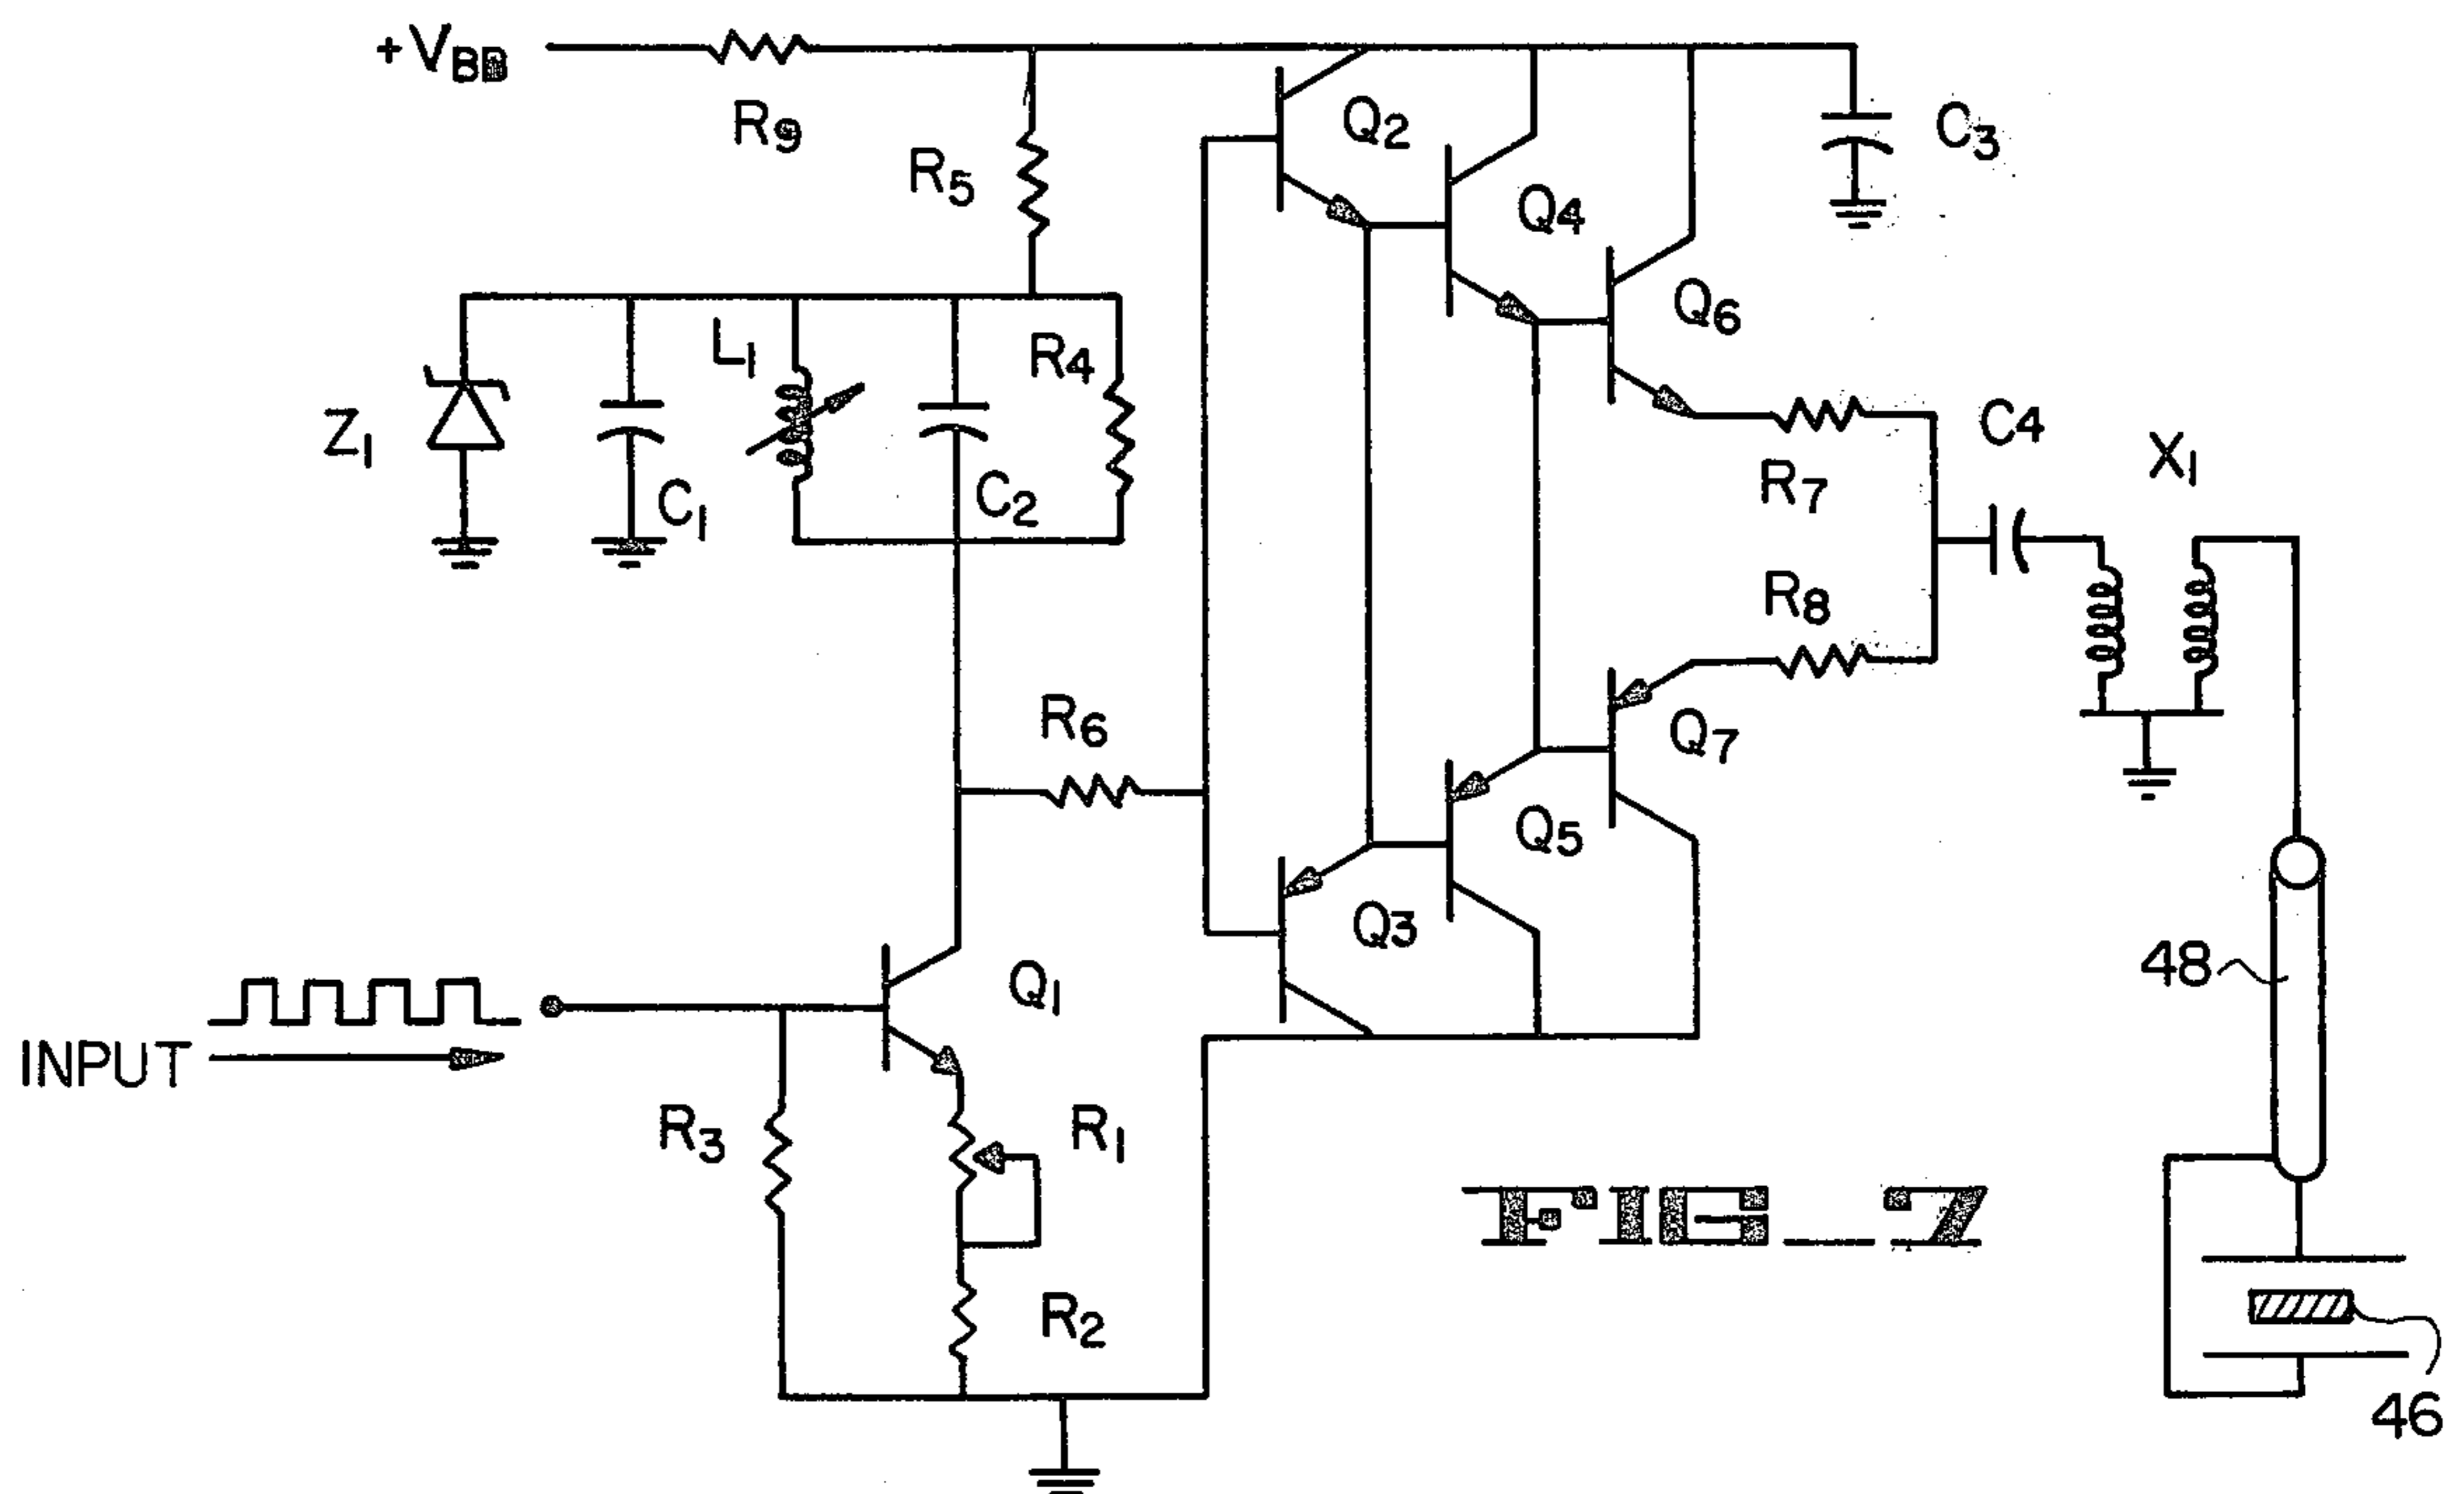 +VBB
R9
R5
Q2
C3
Q4
Q6
L1
R4
Z1
C1
C2
C4
X1
R7
R8
R6
Q7
Q5
Q3
48
Q1
INPUT
R3
R1
R2
FIG_7
46